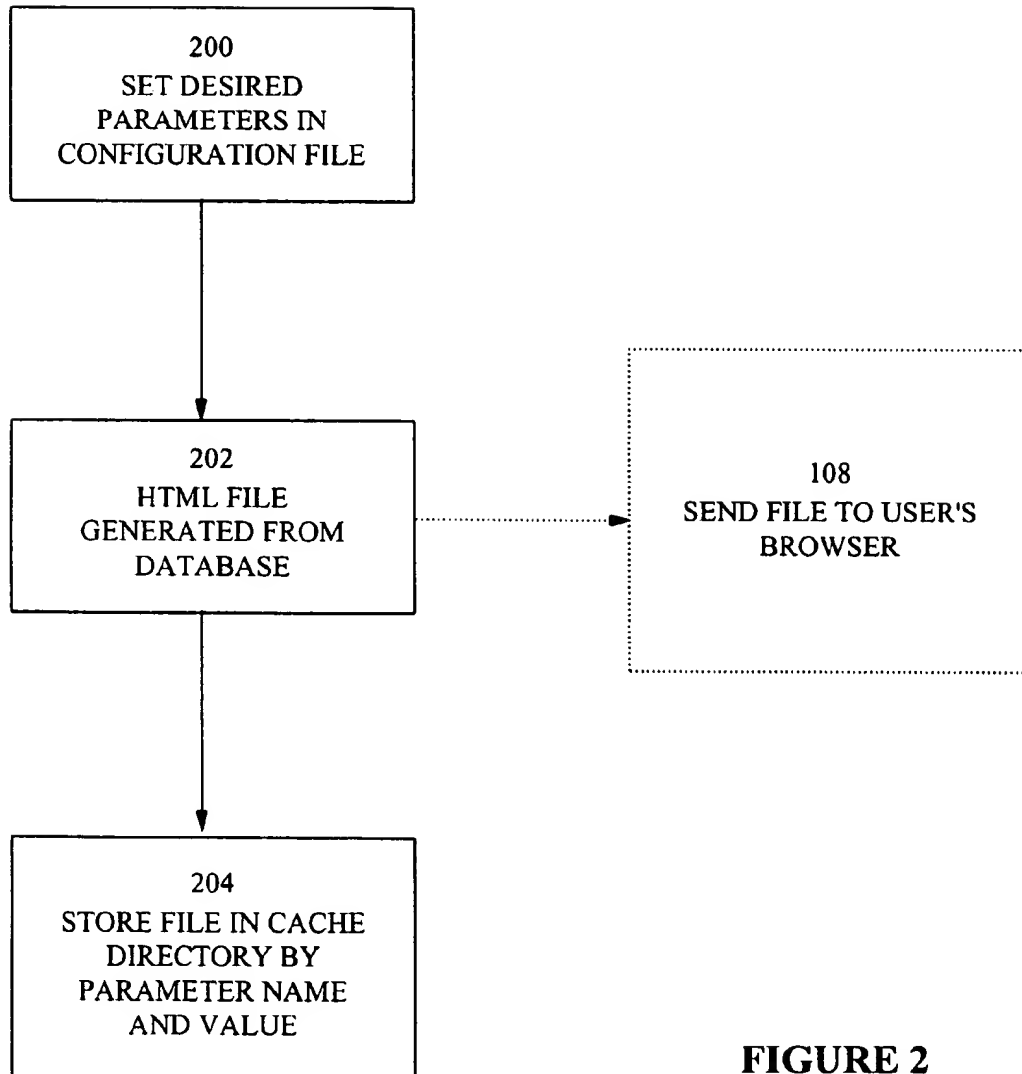 200
SET DESIRED
PARAMETERS IN
CONFIGURATION FILE
202
HTML FILE
GENERATED FROM
DATABASE
108
SEND FILE TO USER'S
BROWSER
204
STORE FILE IN CACHE
DIRECTORY BY
PARAMETER NAME
AND VALUE
FIGURE 2